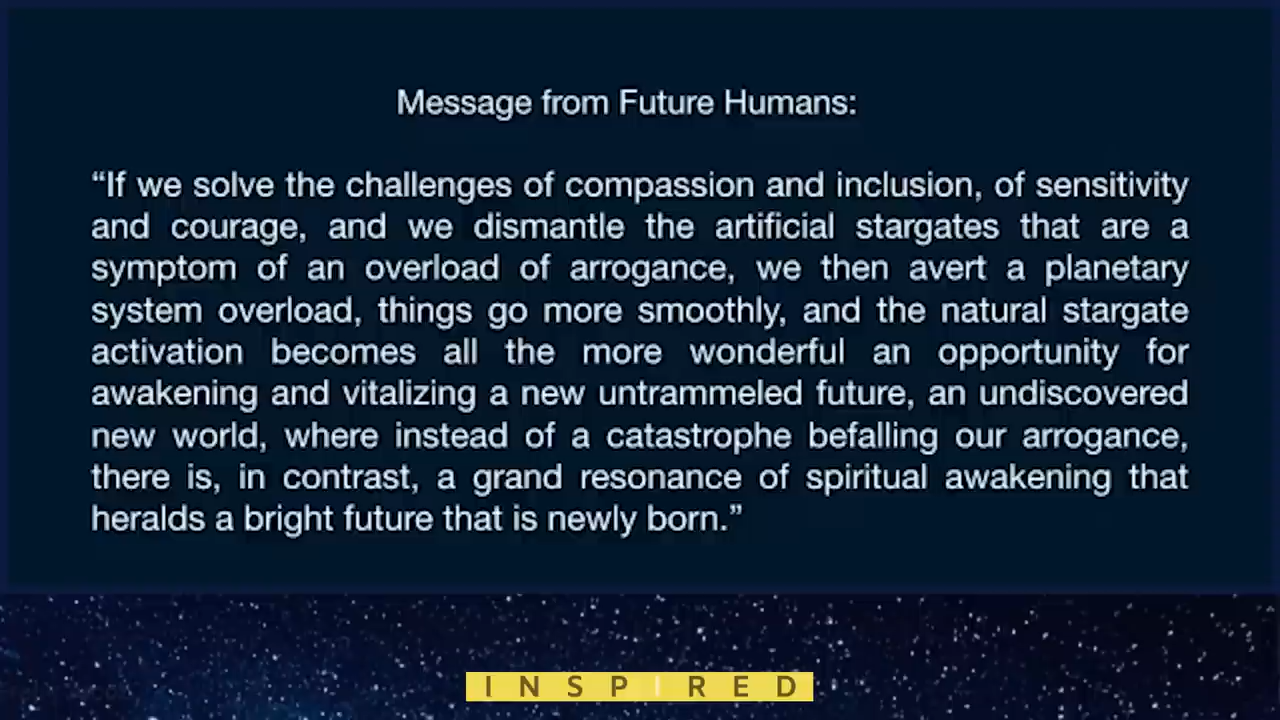 Message from Future Humans:
“If we solve the challenges of compassion and inclusion, of sensitivity
and courage, and we dismantle the artificial stargates that are a
symptom of an overload of arrogance, we then avert a planetary
system overload, things go more smoothly, and the natural stargate
activation becomes all the more wonderful an opportunity for
awakening and vitalizing a new untrammeled future, an undiscovered
new world, where instead of a catastrophe befalling our arrogance,
there is, in contrast, a grand resonance of spiritual awakening that
heralds a bright future that is newly born.”
INSPIRED